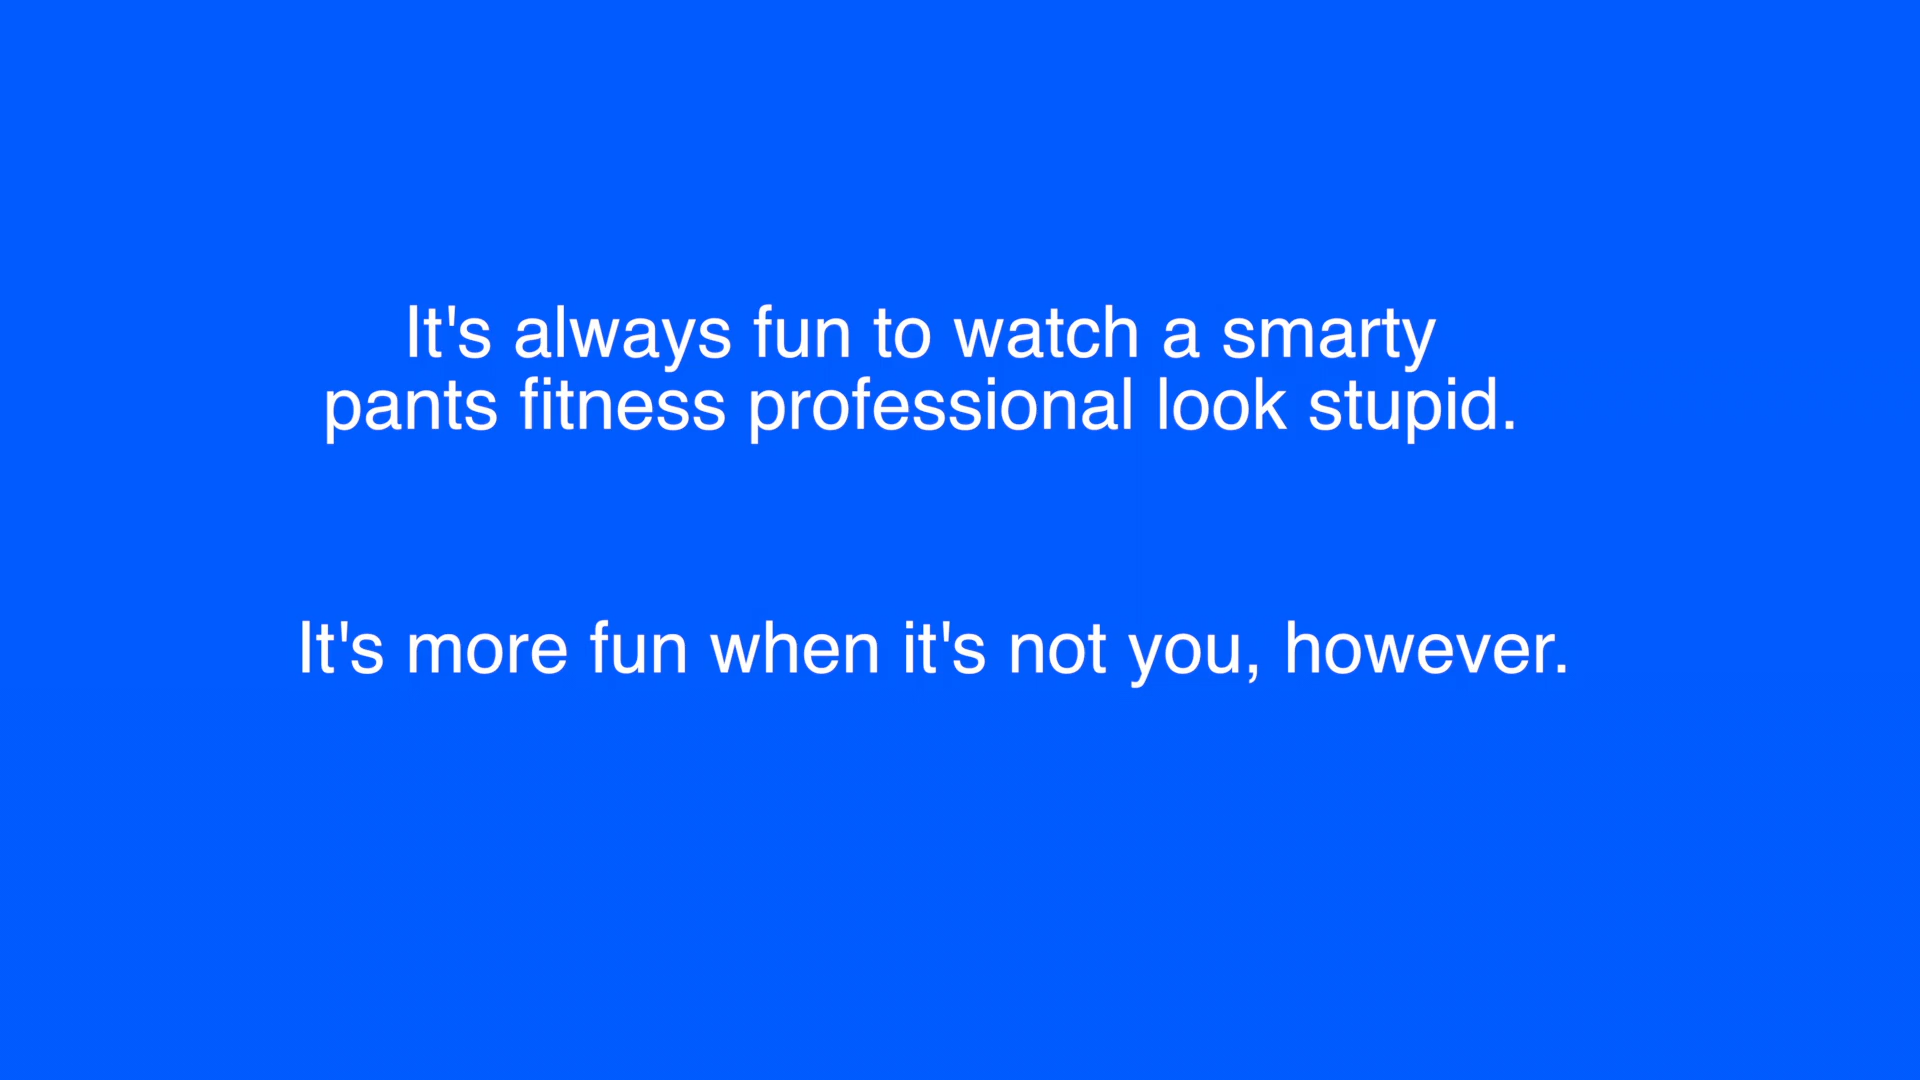 It's always fun to watch a smarty
pants fitness professional look stupid.
It's more fun when it's not you, however.